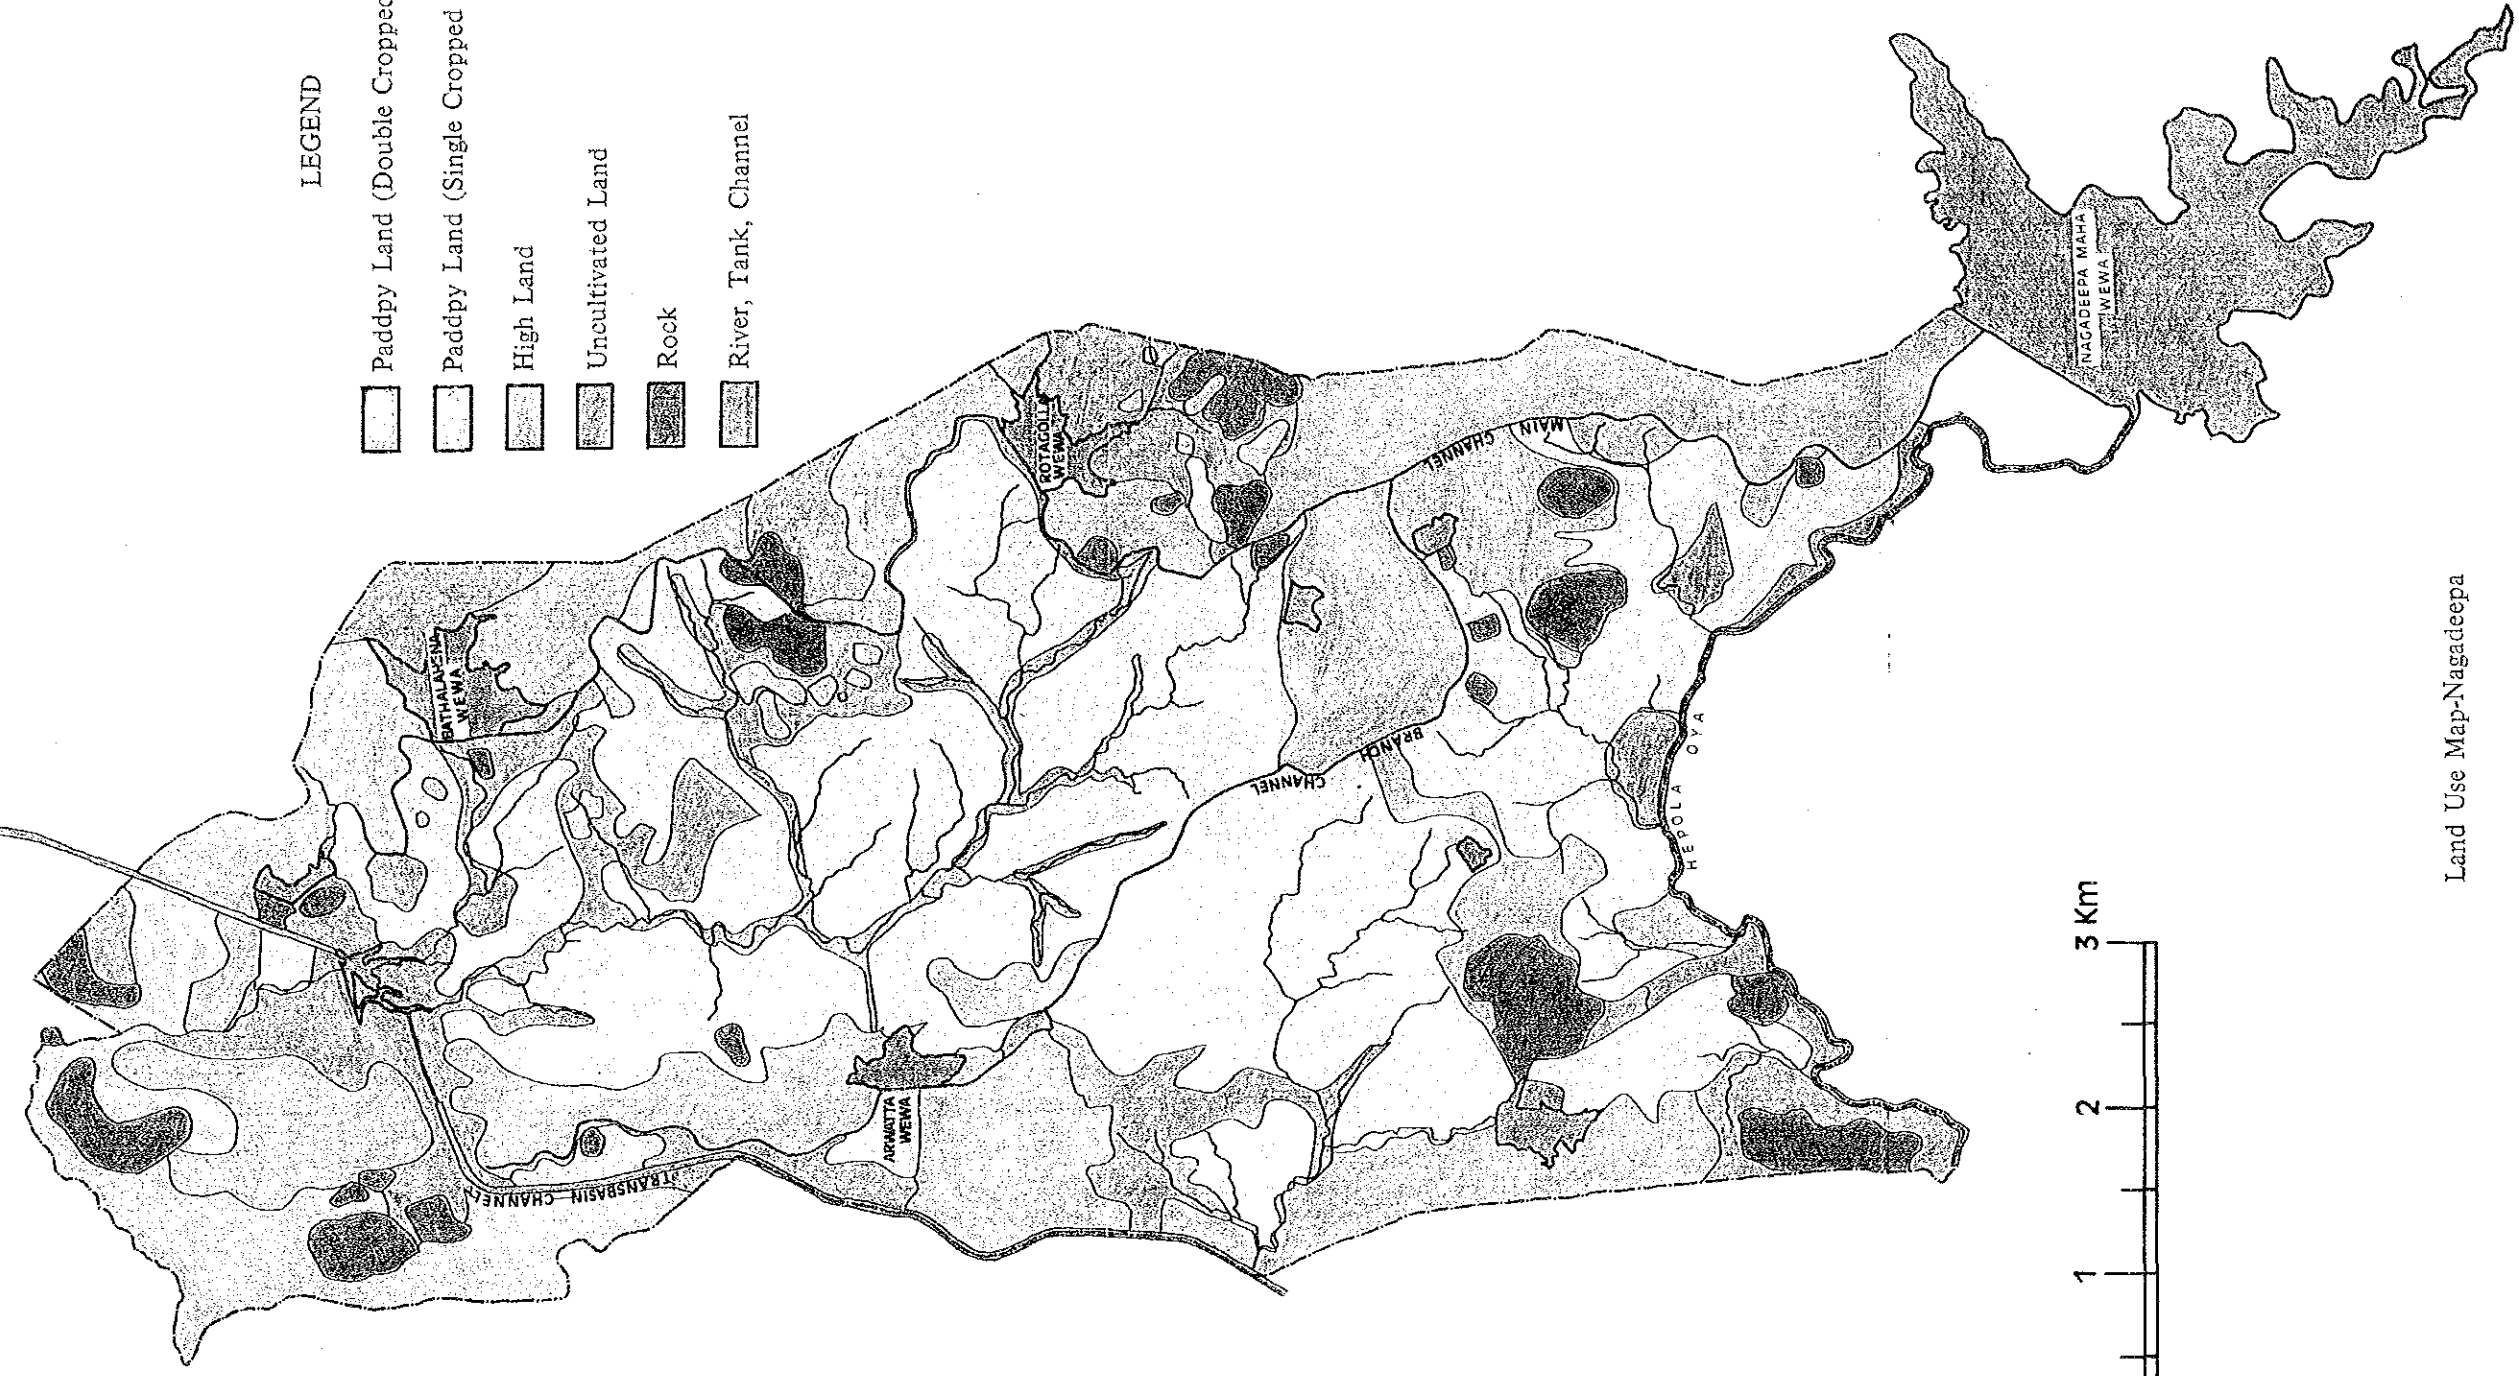 LEGEND
Paddpy Land (Double Cropped
Paddpy Land (Single Cropped
High Land
Uncultivated Land
Rock
River, Tank, Channel
NAGADEEPA MAHA
WEWA
ROTAGOLLA
WEWA
MAIN
CHANNEL
WEWA
BRANCH
CHANNEL
HEPOLA OYA
ARWATTA
WEWA
TRANSBASIN CHANNEL
1
2
3 Km
Land Use Map-Nagadeepa